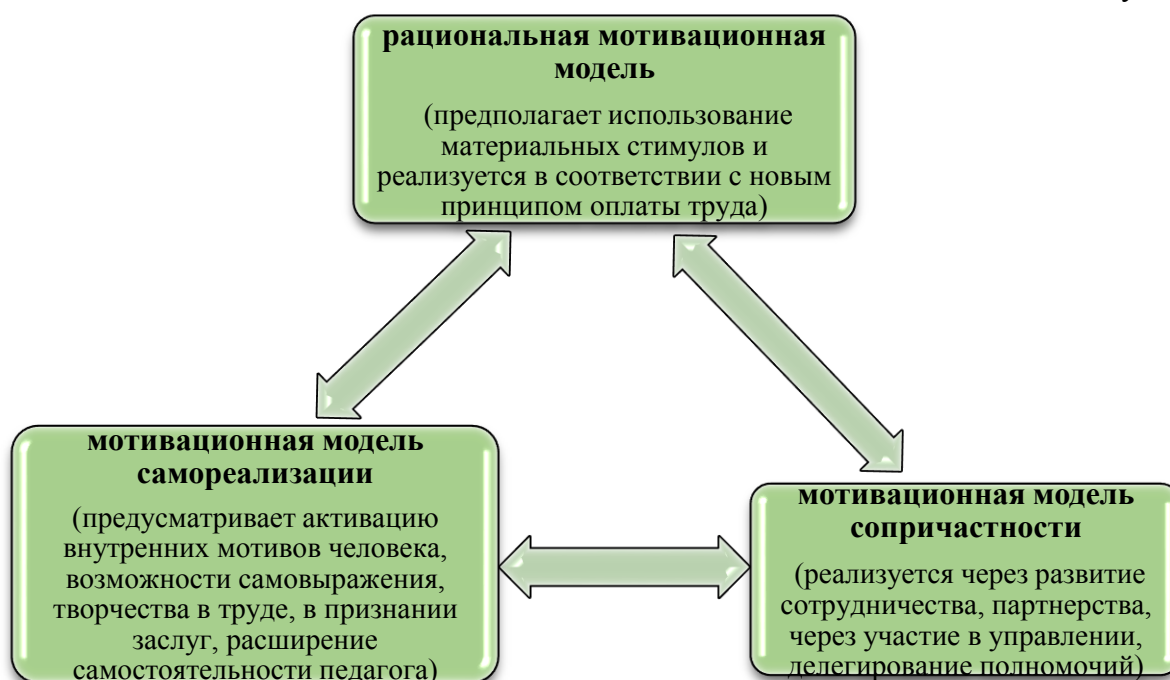 рациональная мотивационная
модель
(предполагает использование
материальных стимулов и
реализуется в соответствии с новым
принципом оплаты труда)
мотивационная модель
самореализации
(предусматривает активацию
внутренних мотивов человека,
возможности самовыражения,
творчества в труде, в признании
заслуг, расширение
самостоятельности педагога)
мотивационная модель
сопричастности
(реализуется через развитие
сотрудничества, партнерства,
через участие в управлении,
делегирование полномочий)